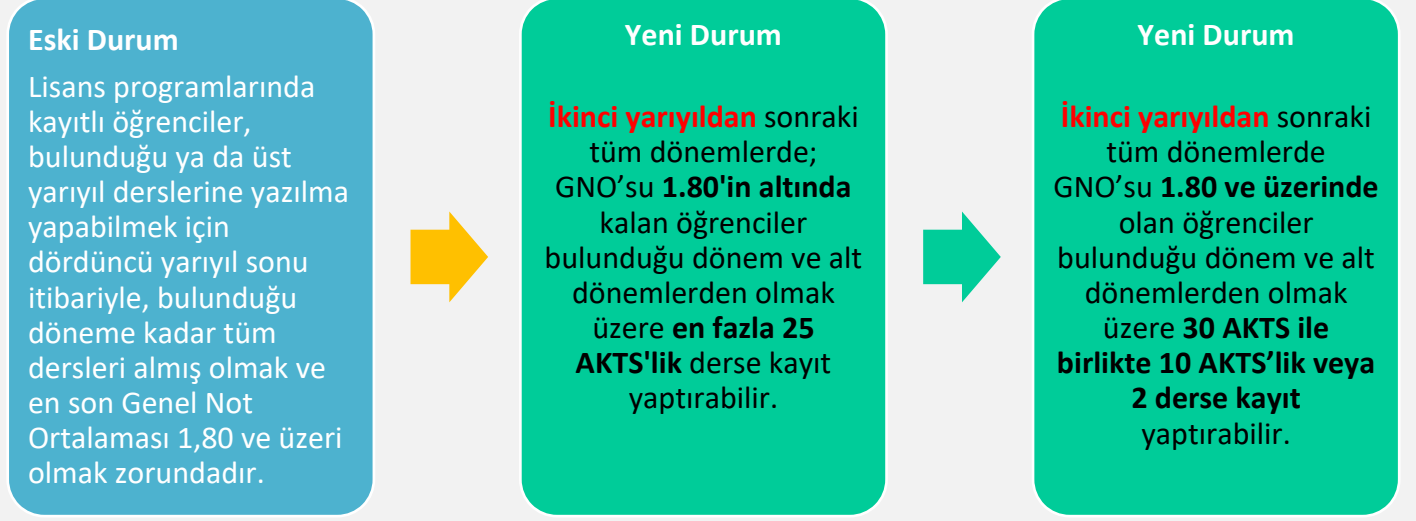 Eski Durum
Lisans programlarında
kayıtlı öğrenciler,
bulunduğu ya da üst
yarıyıl derslerine yazılma
yapabilmek için
dördüncü yarıyıl sonu
itibariyle, bulunduğu
döneme kadar tüm
dersleri almış olmak ve
en son Genel Not
Ortalaması 1,80 ve üzeri
olmak zorundadır.
Yeni Durum
İkinci yarıyıldan sonraki
tüm dönemlerde;
GNO’su 1.80'in altında
kalan öğrenciler
bulunduğu dönem ve alt
dönemlerden olmak
üzere en fazla 25
AKTS'lik derse kayıt
yaptırabilir.
Yeni Durum
İkinci yarıyıldan sonraki
tüm dönemlerde
GNO’su 1.80 ve üzerinde
olan öğrenciler
bulunduğu dönem ve alt
dönemlerden olmak
üzere 30 AKTS ile
birlikte 10 AKTS’lik veya
2 derse kayıt
yaptırabilir.